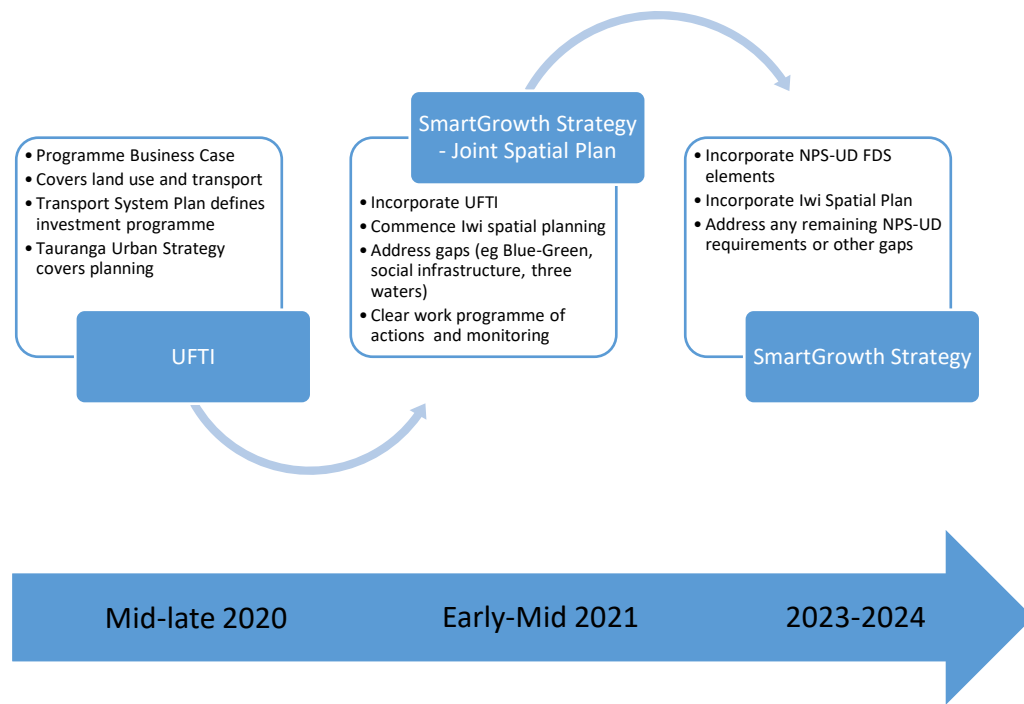 • Programme Business Case
• Covers land use and transport
• Transport System Plan defines
investment programme
• Tauranga Urban Strategy
covers planning
UFTI
SmartGrowth Strategy
- Joint Spatial Plan
• Incorporate UFTI
• Commence Iwi spatial planning
• Address gaps (eg Blue-Green,
social infrastructure, three
waters)
• Clear work programme of
actions and monitoring
• Incorporate NPS-UD FDS
elements
• Incorporate Iwi Spatial Plan
• Address any remaining NPS-UD
requirements or other gaps
SmartGrowth Strategy
Mid-late 2020
Early-Mid 2021
2023-2024